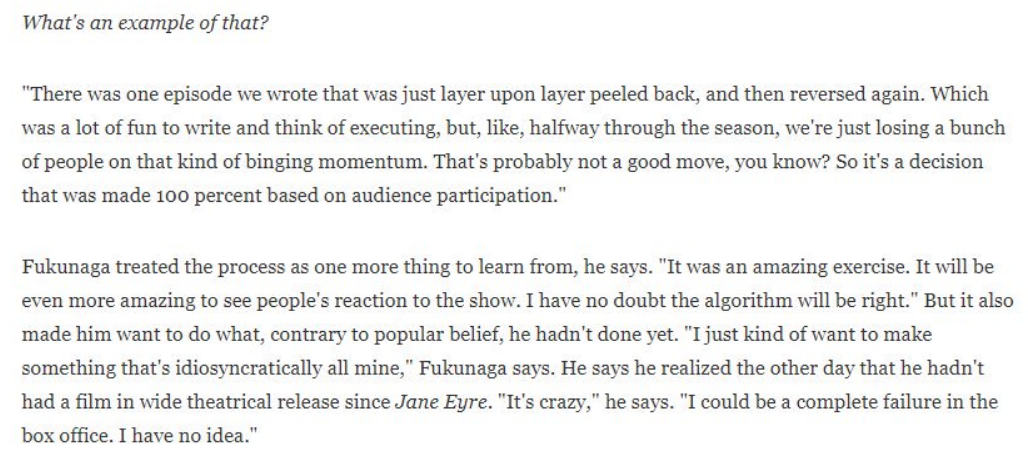 What's an example of that?
"There was one episode we wrote that was just layer upon layer peeled back, and then reversed again. Which
was a lot of fun to write and think of executing, but, like, halfway through the season, we're just losing a bunch
of people on that kind of binging momentum. That's probably not a good move, you know? So it's a decision
that was made 100 percent based on audience participation."
Fukunaga treated the process as one more thing to learn from, he says. "It was an amazing exercise. It will be
even more amazing to see people's reaction to the show. I have no doubt the algorithm will be right." But it also
made him want to do what, contrary to popular belief, he hadn't done yet. "I just kind of want to make
something that's idiosyncratically all mine," Fukunaga says. He says he realized the other day that he hadn't
had a film in wide theatrical release since Jane Eyre. "It's crazy," he says. "I could be a complete failure in the
box office. I have no idea."